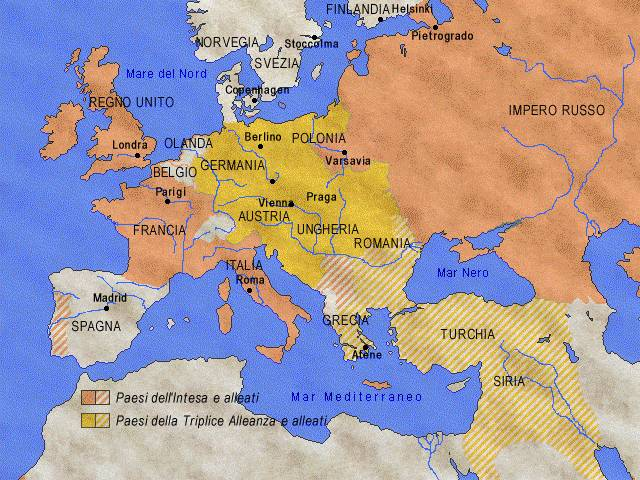 FINLANDIA Helsinki
Pietrogrado
NORVEGIA
Stoccolma
SVEZIA
Mare del Nord
Copenhagen
REGNO UNITO
IMPERO RUSSO
Berlino
POLONIA
Londra
OLANDA
Varsavia
BELGIO
GERMANIA
Parigi
Praga
Vienna
AUSTRIA
FRANCIA
UNGHERIA
ROMANIA
ITALIA
Mar Nero
Roma
Madrid
SPAGNA
GRECIA
TURCHIA
Atene
SIRIA
Paesi dell'Intesa e alleati
Mar Mediterraneo
Paesi della Triplice Alleanza e alleati